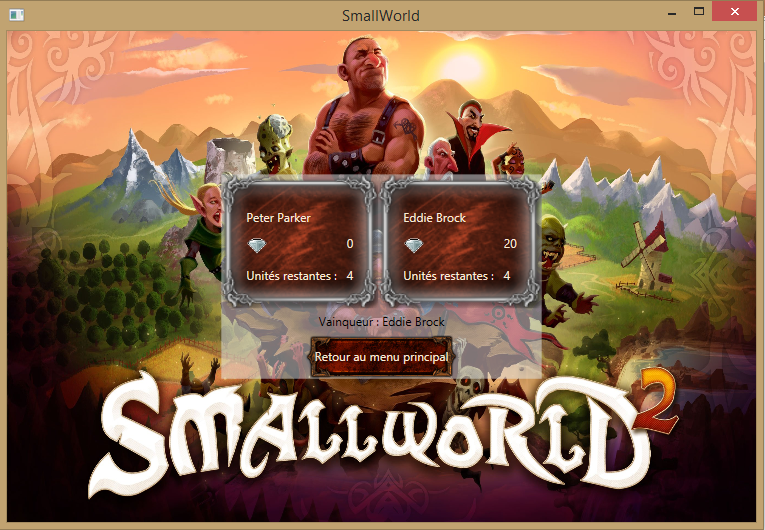 SmallWorld
Peter Parker
0
Unités restantes : 4
Eddie Brock
20
Unités restantes : 4
Vainqueur : Eddie Brock
Retour au menu principal
SMALLWORLD 2